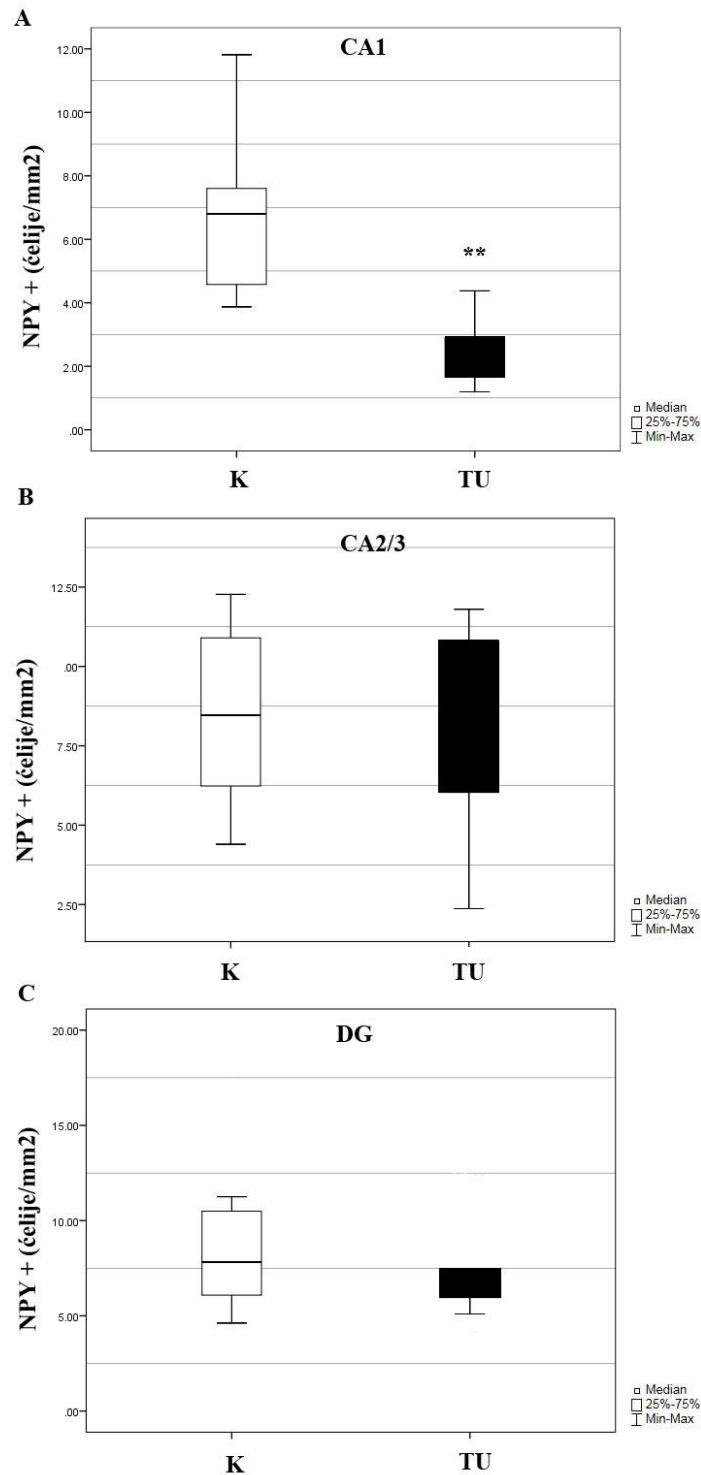 A
CA1
12.00
10.00
8.00
6.00
4.00
2.00
.00
NPY + (ćelije/mm2)
**
K
TU
Median
25%-75%
Min-Max
B
CA2/3
12.50
.00
7.50
5.00
2.50
NPY + (ćelije/mm2)
K
TU
Median
25%-75%
Min-Max
C
DG
20.00
15.00
10.00
5.00
.00
NPY + (ćelije/mm2)
K
TU
Median
25%-75%
Min-Max